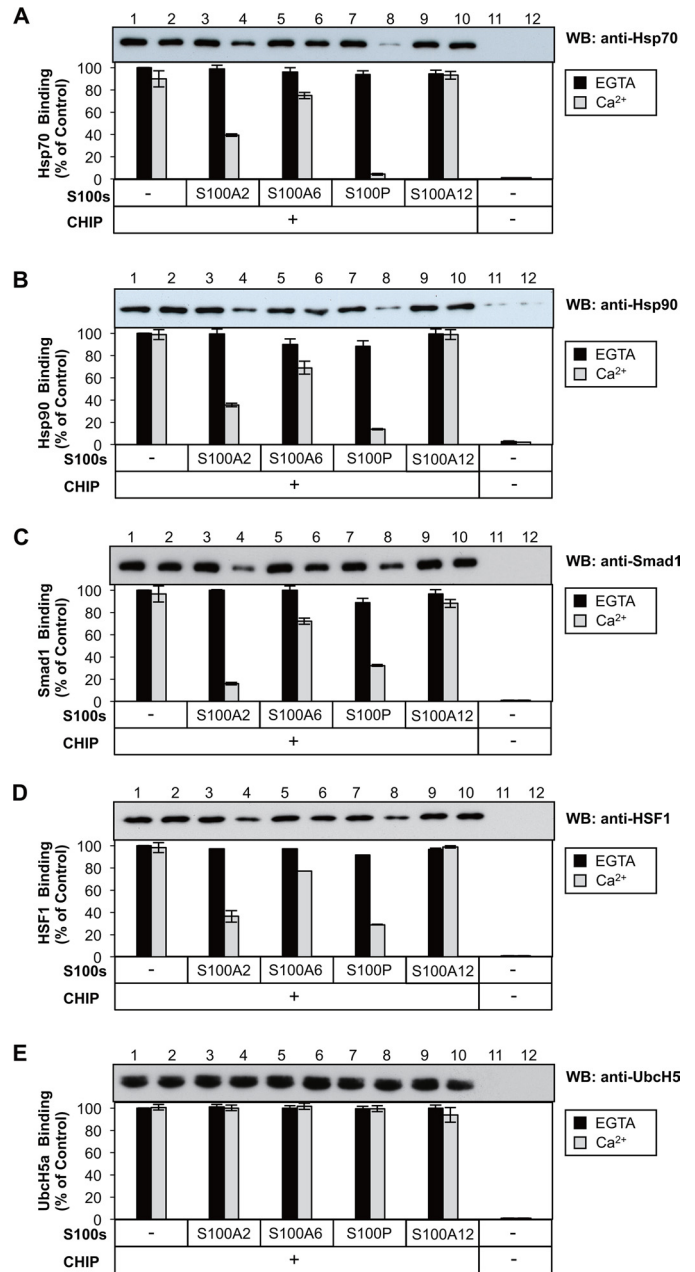 A
1 2 3 4 5 6 7 8 9 10 11 12
WB: anti-Hsp70
Hsp70 Binding
(% of Control)
100
80
60
40
20
0
EGTA
Ca²⁺
S100s - S100A2 S100A6 S100P S100A12 -
CHIP + -
B
1 2 3 4 5 6 7 8 9 10 11 12
WB: anti-Hsp90
Hsp90 Binding
(% of Control)
100
80
60
40
20
0
EGTA
Ca²⁺
S100s - S100A2 S100A6 S100P S100A12 -
CHIP + -
C
1 2 3 4 5 6 7 8 9 10 11 12
WB: anti-Smad1
Smad1 Binding
(% of Control)
100
80
60
40
20
0
EGTA
Ca²⁺
S100s - S100A2 S100A6 S100P S100A12 -
CHIP + -
D
1 2 3 4 5 6 7 8 9 10 11 12
WB: anti-HSF1
HSF1 Binding
(% of Control)
100
80
60
40
20
0
EGTA
Ca²⁺
S100s - S100A2 S100A6 S100P S100A12 -
CHIP + -
E
1 2 3 4 5 6 7 8 9 10 11 12
WB: anti-UbcH5
UbcH5a Binding
(% of Control)
100
80
60
40
20
0
EGTA
Ca²⁺
S100s - S100A2 S100A6 S100P S100A12 -
CHIP + -